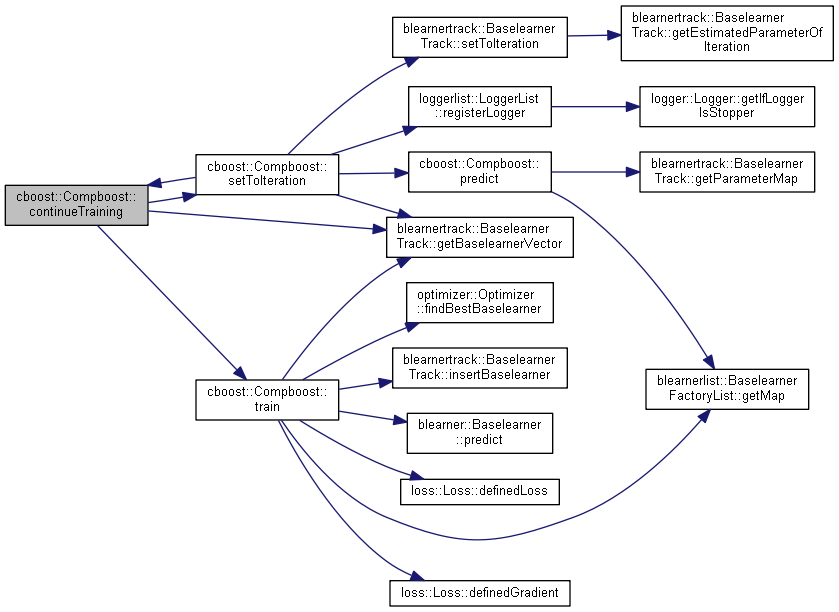 blearnertrack::Baselearner
Track::setToIteration
blearnertrack::Baselearner
Track::getEstimatedParameterOf
Iteration
loggerlist::LoggerList
::registerLogger
logger::Logger::getIfLogger
IsStopper
cboost::Compboost::
setToIteration
cboost::Compboost::
predict
blearnertrack::Baselearner
Track::getParameterMap
cboost::Compboost::
continueTraining
blearnertrack::Baselearner
Track::getBaselearnerVector
optimizer::Optimizer
::findBestBaselearner
cboost::Compboost::
train
blearnertrack::Baselearner
Track::insertBaselearner
blearnerlist::Baselearner
FactoryList::getMap
blearner::Baselearner
::predict
loss::Loss::definedLoss
loss::Loss::definedGradient